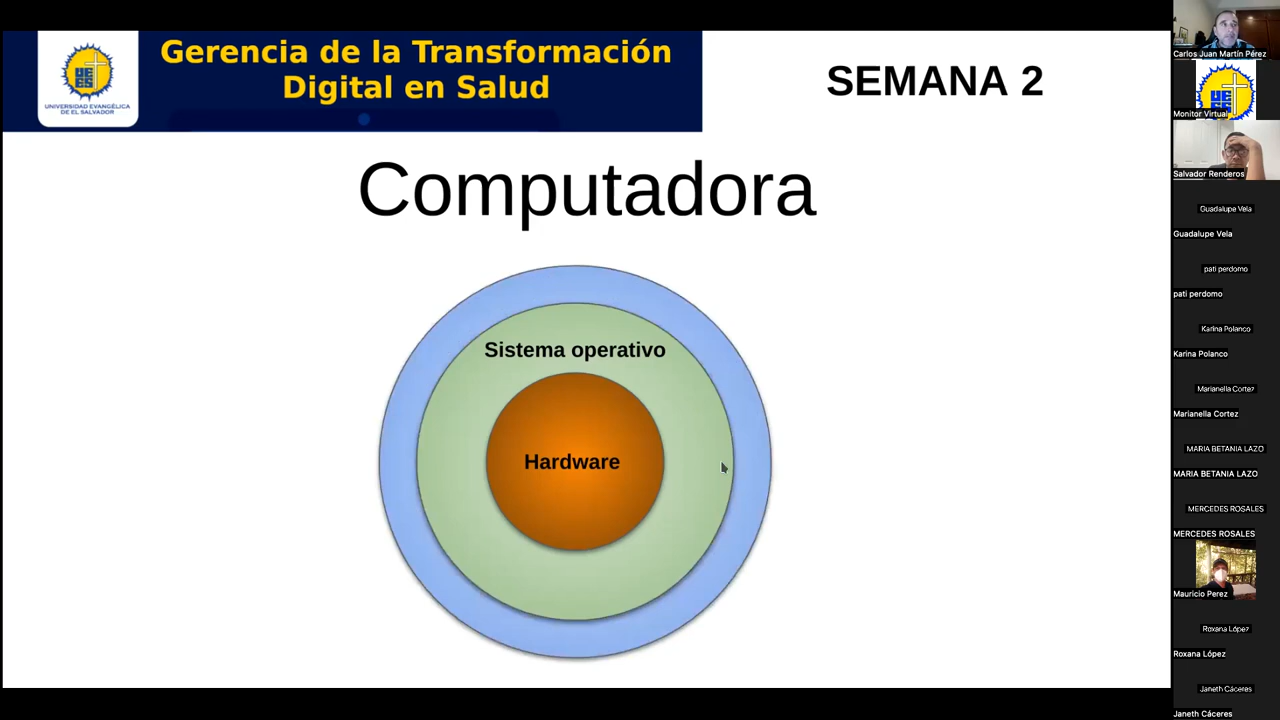 UNIVERSIDAD EVANGÉLICA
DE EL SALVADOR
Gerencia de la Transformación
Digital en Salud
SEMANA 2
Computadora
Sistema operativo
Hardware
Carlos Juan Martín Pérez
UEES
Monitor Virtual
Salvador Renderos
Guadalupe Vela
Guadalupe Vela
pati perdomo
pati perdomo
Karina Polanco
Karina Polanco
Marianella Cortez
Marianella Cortez
MARIA BETANIA LAZO
MARIA BETANIA LAZO
MERCEDES ROSALES
MERCEDES ROSALES
Mauricio Perez
Roxana López
Roxana López
Janeth Cáceres
Janeth Cáceres